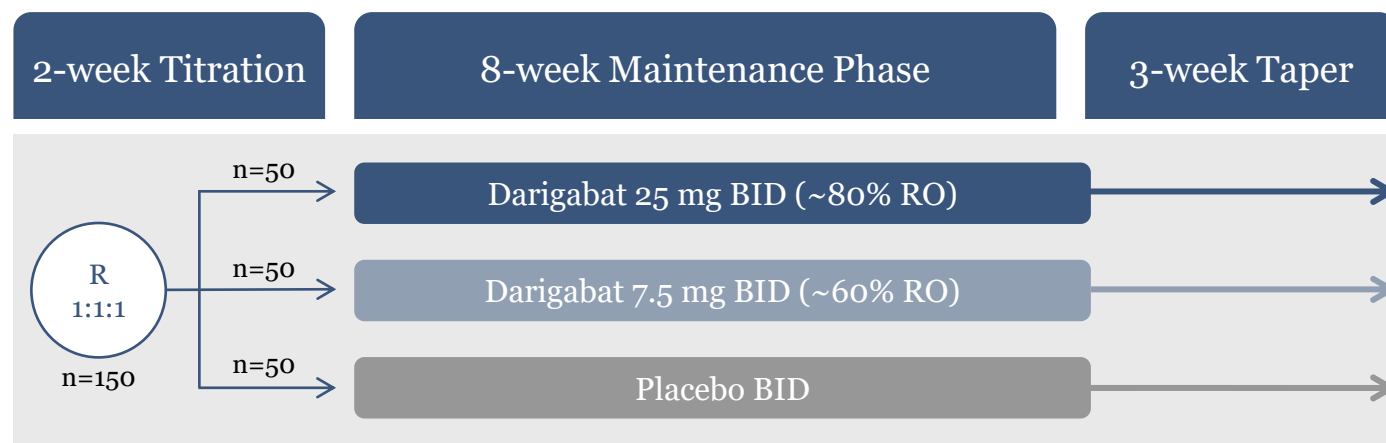 2-week Titration
8-week Maintenance Phase
3-week Taper
n=50
Darigabat 25 mg BID (~80% RO)
R
1:1:1
n=150
n=50
Darigabat 7.5 mg BID (~60% RO)
n=50
Placebo BID